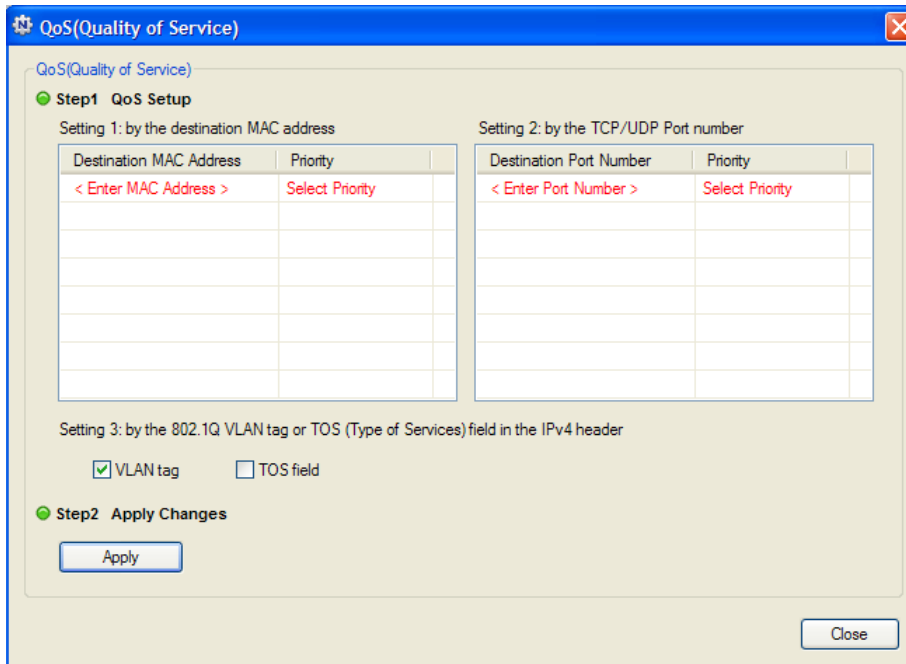 QoS(Quality of Service)
QoS(Quality of Service)
Step1 QoS Setup
Setting 1: by the destination MAC address
Destination MAC Address Priority
< Enter MAC Address > Select Priority
Setting 2: by the TCP/UDP Port number
Destination Port Number Priority
< Enter Port Number > Select Priority
Setting 3: by the 802.1Q VLAN tag or TOS (Type of Services) field in the IPv4 header
VLAN tag TOS field
Step2 Apply Changes
Apply
Close